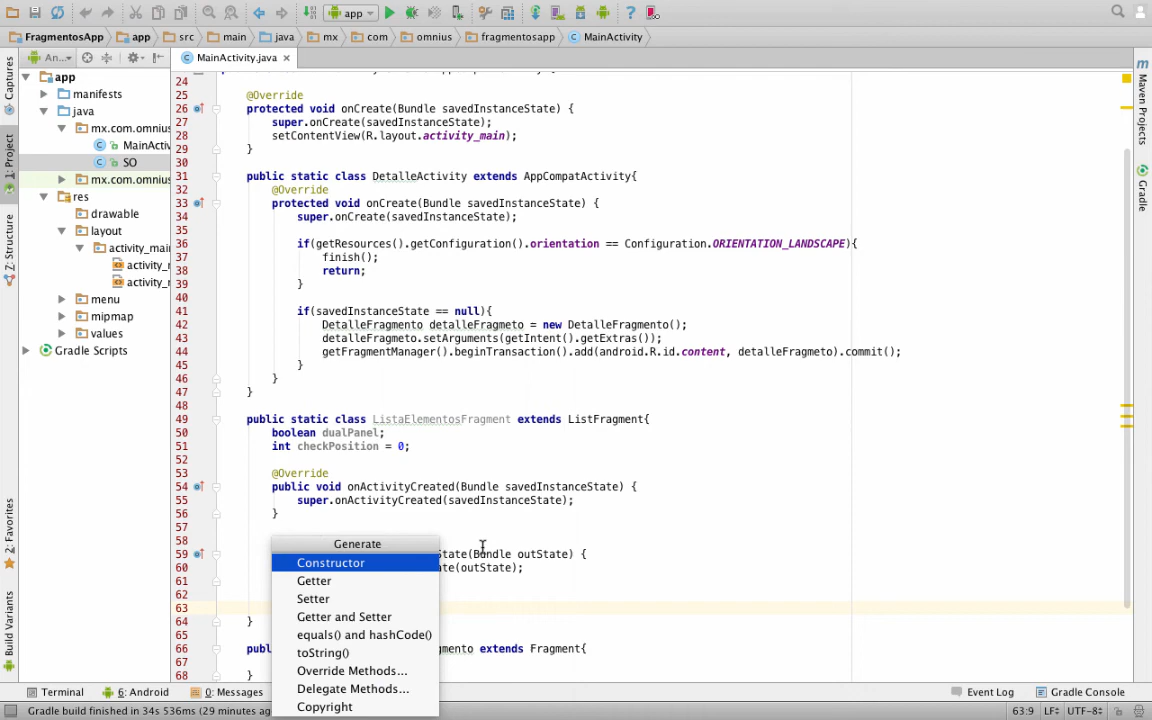 app
FragmentosApp app src main java mx com omnius fragmentosapp MainActivity
An... MainActivity.java
Captures
1: Project
7: Structure
2: Favorites
Build Variants
Maven Projects
Gradle
app
manifests
java
mx.com.omnius
MainActiv
SO
mx.com.omnius
res
drawable
layout
activity_main
activity_r
activity_r
menu
mipmap
values
Gradle Scripts
24
25 @Override
26 protected void onCreate(Bundle savedInstanceState) {
27 super.onCreate(savedInstanceState);
28 setContentView(R.layout.activity_main);
29 }
30
31 public static class DetalleActivity extends AppCompatActivity{
32 @Override
33 protected void onCreate(Bundle savedInstanceState) {
34 super.onCreate(savedInstanceState);
35
36 if(getResources().getConfiguration().orientation == Configuration.ORIENTATION_LANDSCAPE){
37 finish();
38 return;
39 }
40
41 if(savedInstanceState == null){
42 DetalleFragmento detalleFragmeto = new DetalleFragmento();
43 detalleFragmeto.setArguments(getIntent().getExtras());
44 getFragmentManager().beginTransaction().add(android.R.id.content, detalleFragmeto).commit();
45 }
46 }
47 }
48
49 public static class ListaElementosFragment extends ListFragment{
50 boolean dualPanel;
51 int checkPosition = 0;
52
53 @Override
54 public void onActivityCreated(Bundle savedInstanceState) {
55 super.onActivityCreated(savedInstanceState);
56 }
57
58
59 State(Bundle outState) {
60 te(outState);
61
62
63
64 }
65
66 publ gmento extends Fragment{
67
68 }
Generate
Constructor
Getter
Setter
Getter and Setter
equals() and hashCode()
toString()
Override Methods...
Delegate Methods...
Copyright
Terminal 6: Android 0: Messages Event Log Gradle Console
Gradle build finished in 34s 536ms (29 minutes ago 63:9 LF÷ UTF-8÷